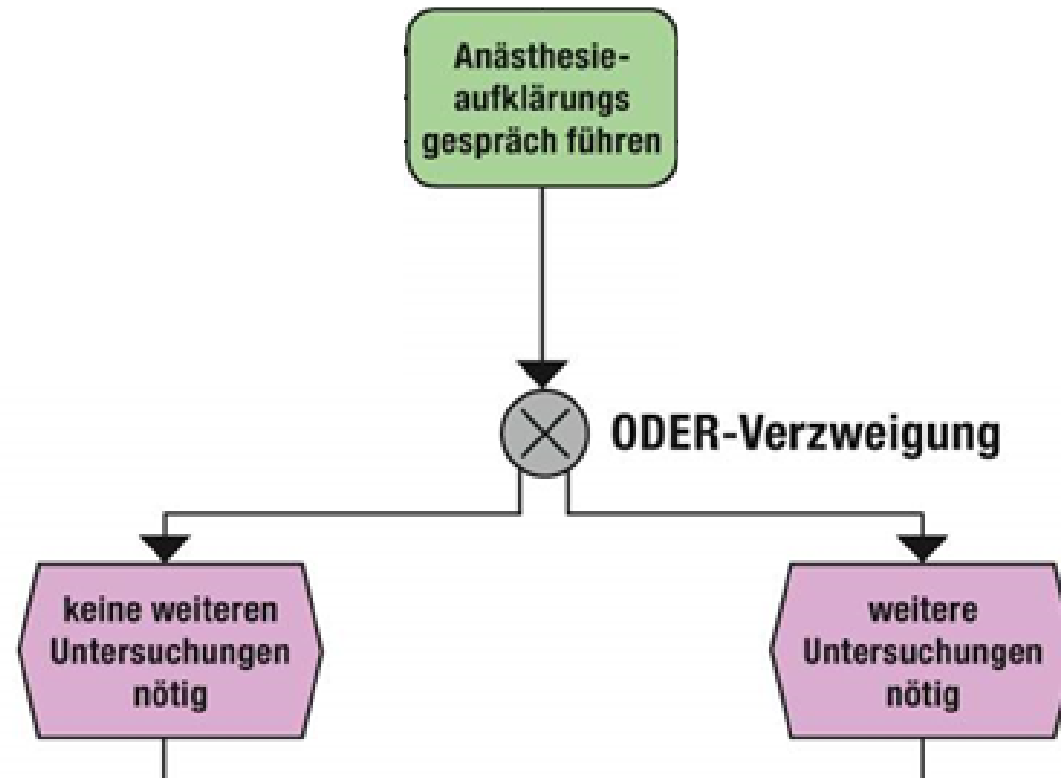 Anästhesie-
aufklärungs
gespräch führen
ODER-Verzweigung
keine weiteren
Untersuchungen
nötig
weitere
Untersuchungen
nötig